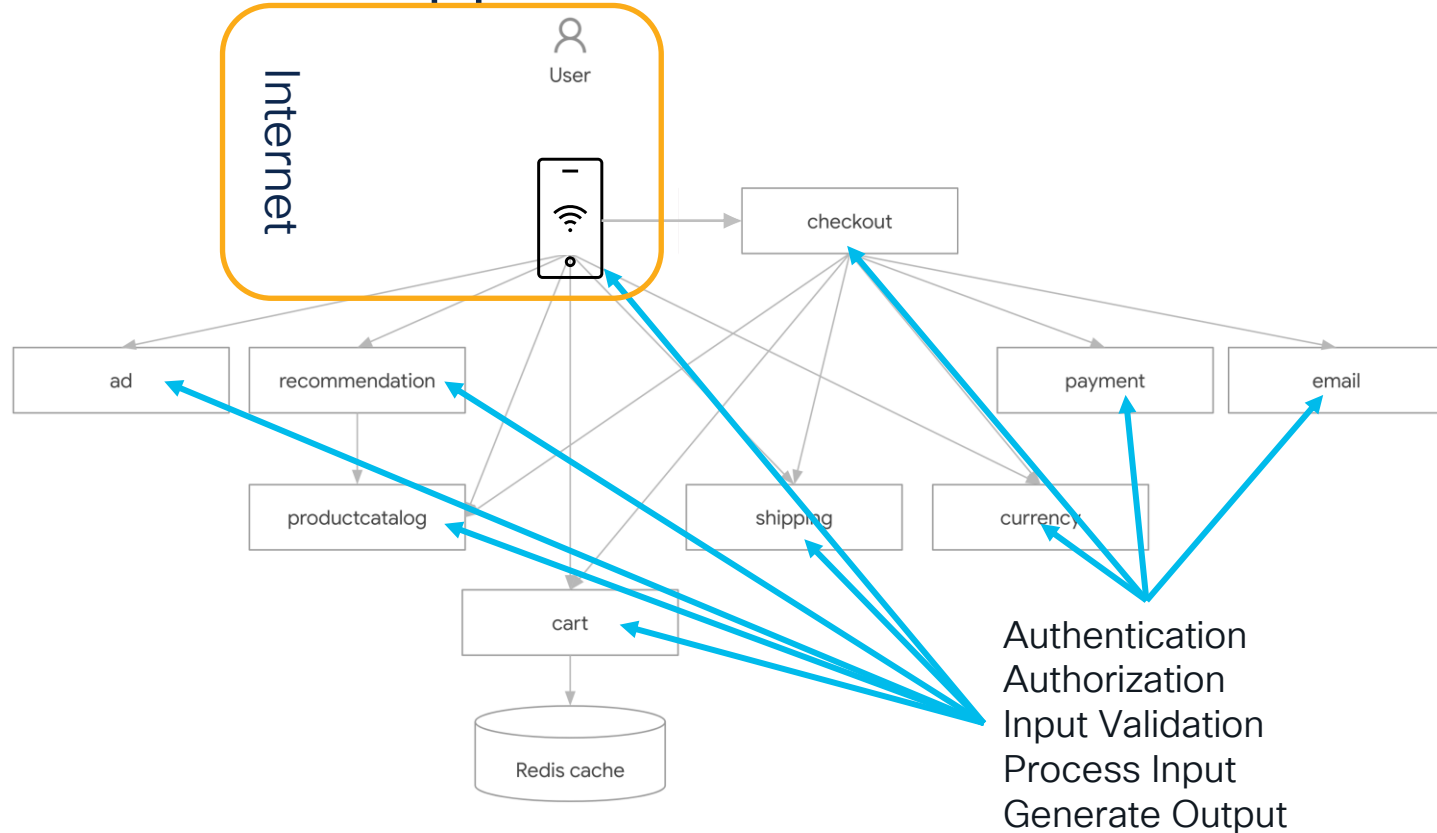 User
Internet
checkout
ad
recommendation
payment
email
productcatalog
shipping
currency
cart
Redis cache
Authentication
Authorization
Input Validation
Process Input
Generate Output